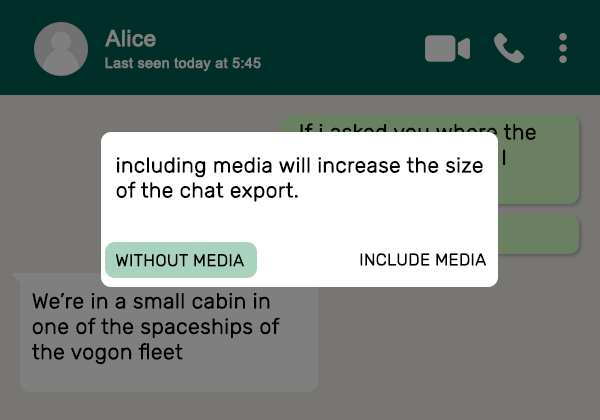 Alice
Last seen today at 5:45
If i asked you where the
I
including media will increase the size
of the chat export.
WITHOUT MEDIA
INCLUDE MEDIA
We’re in a small cabin in
one of the spaceships of
the vogon fleet